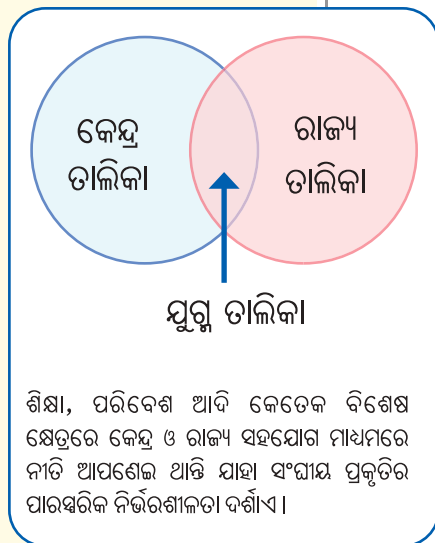 କେନ୍ଦ୍ର
ତାଲିକା
ରାଜ୍ୟ
ତାଲିକା
ଯୁଗ୍ମ ତାଲିକା
ଶିକ୍ଷା, ପରିବେଶ ଆଦି କେତେକ ବିଶେଷ
କ୍ଷେତ୍ରରେ କେନ୍ଦ୍ର ଓ ରାଜ୍ୟ ସହଯୋଗ ମାଧ୍ୟମରେ
ନୀତି ଆପଣେଇ ଥାନ୍ତି ଯାହା ସଂଘୀୟ ପ୍ରକୃତିର
ପାରସ୍ପରିକ ନିର୍ଭରଶୀଳତା ଦର୍ଶାଏ।